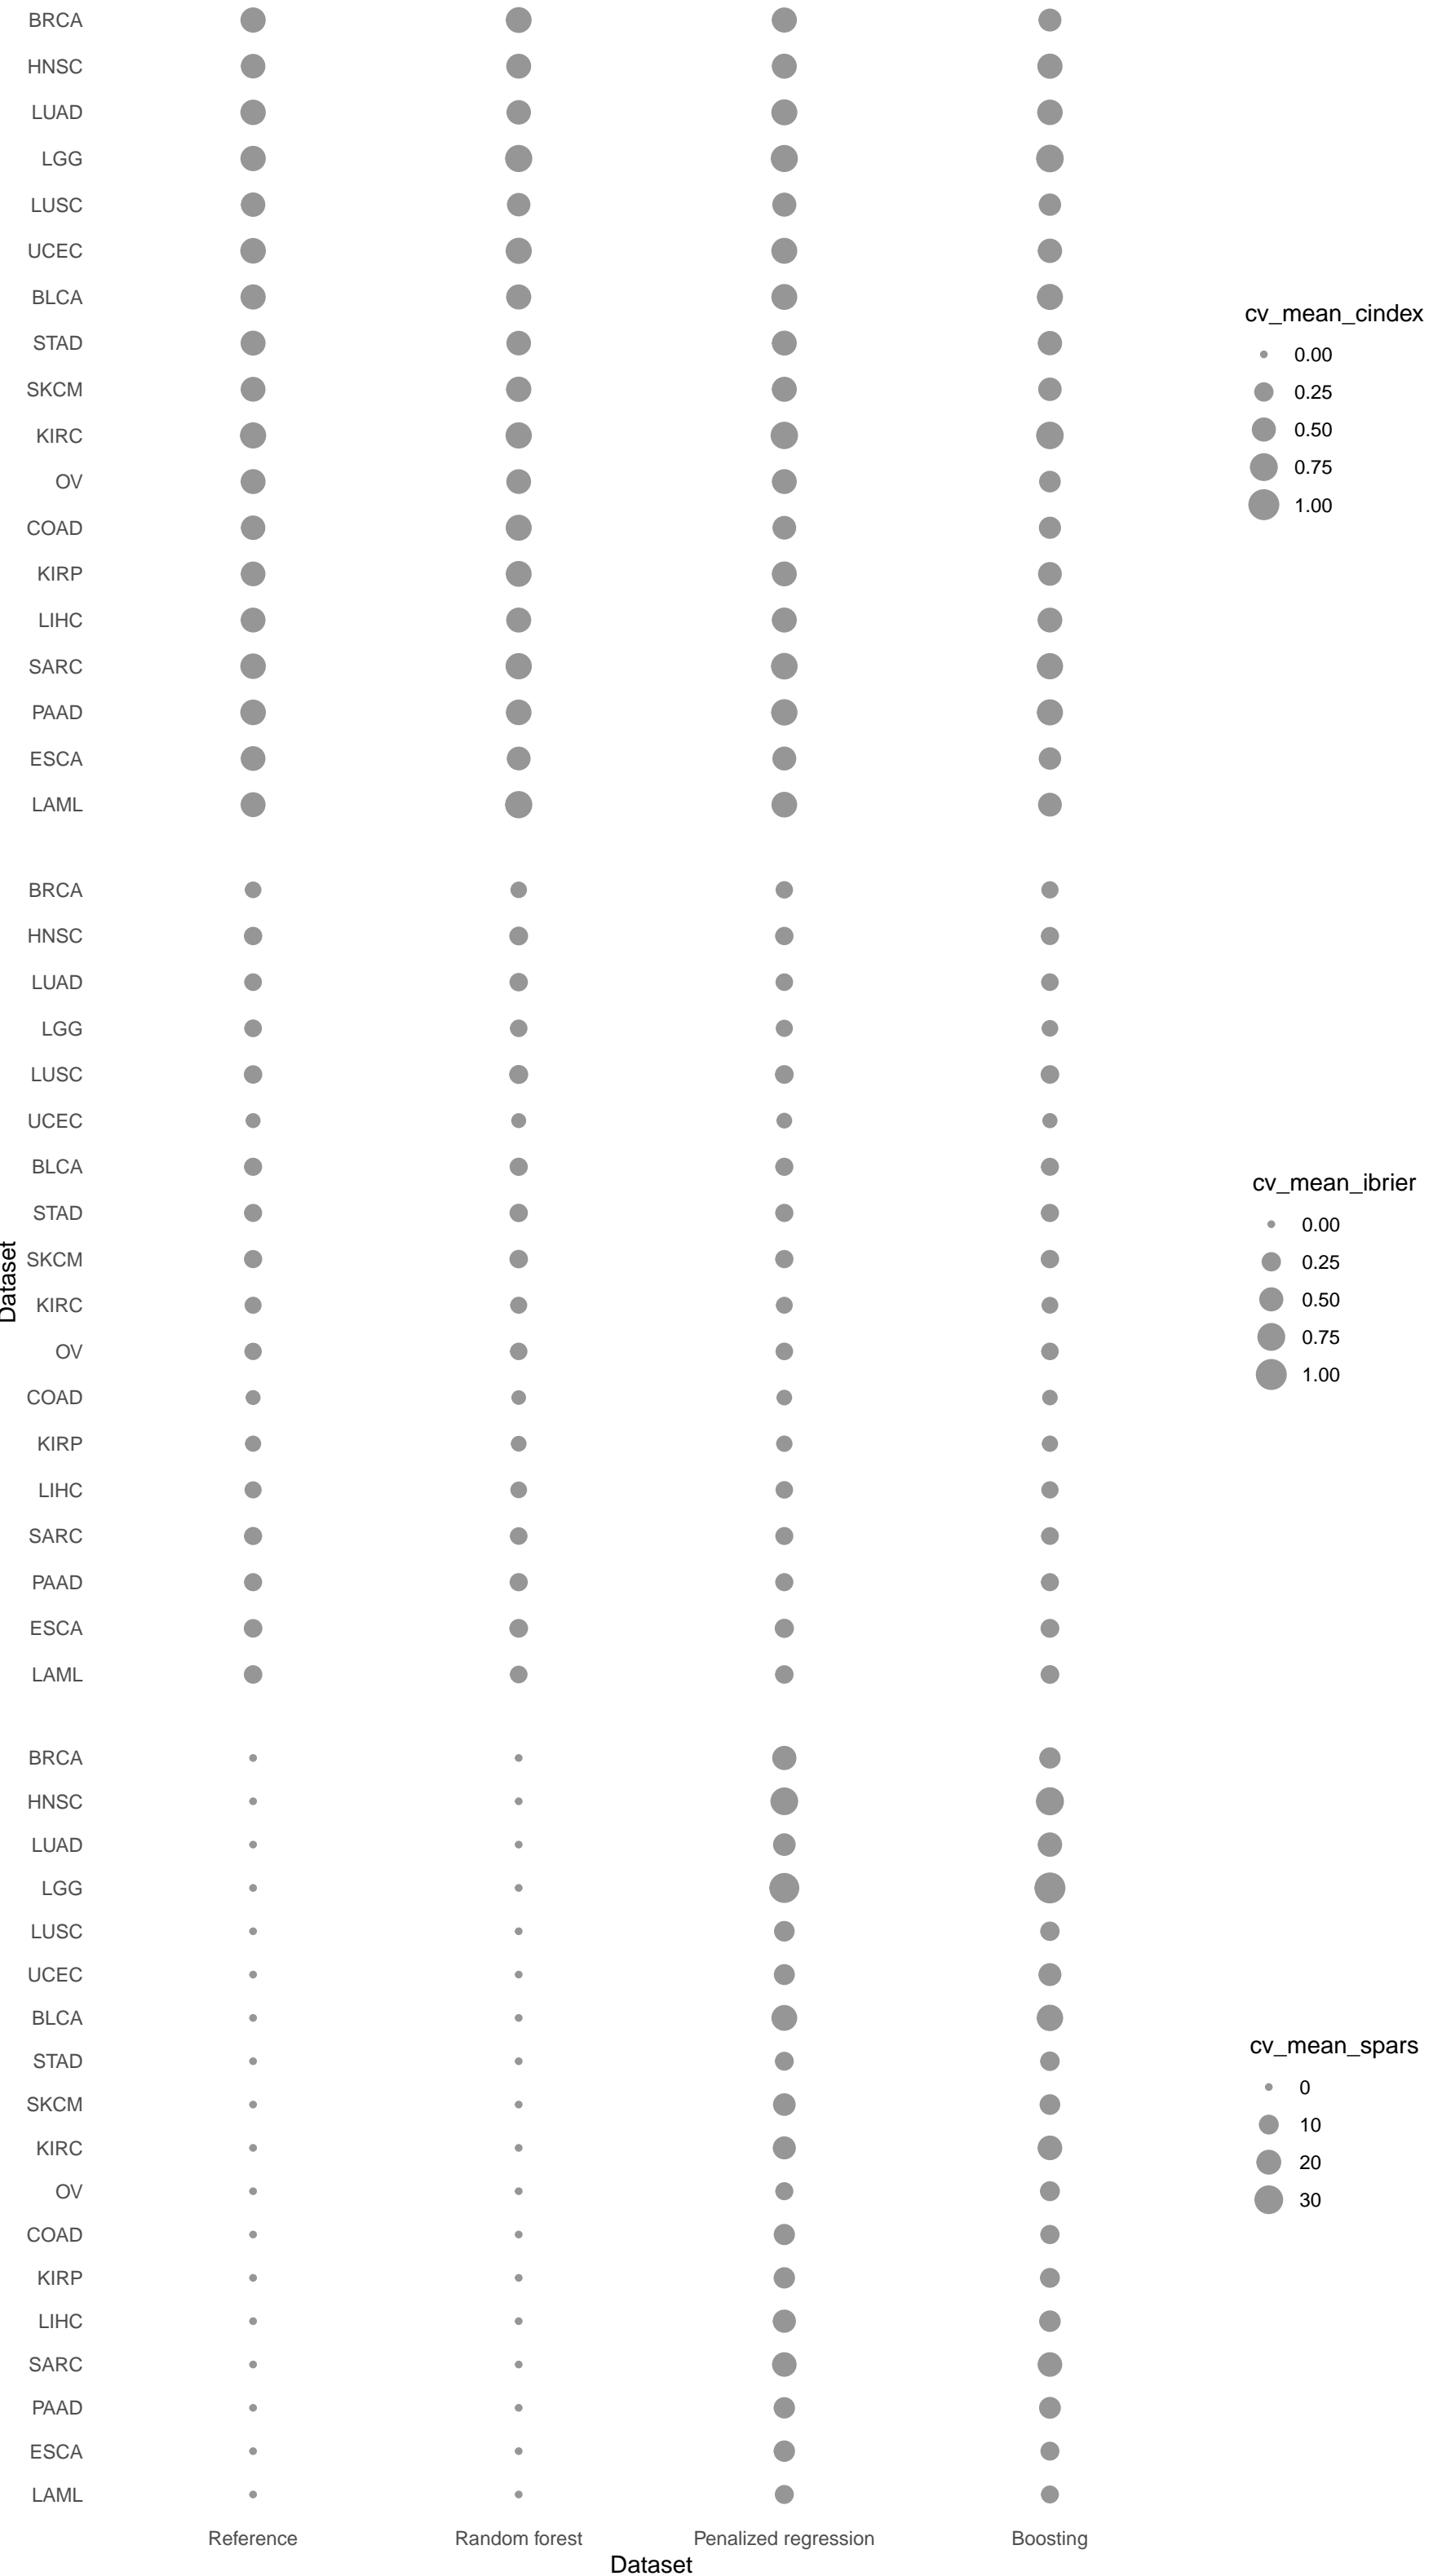 BRCA
HNSC
LUAD
LGG
LUSC
UCEC
BLCA
STAD
SKCM
KIRC
OV
COAD
KIRP
LIHC
SARC
PAAD
ESCA
LAML
cv_mean_cindex
0.00
0.25
0.50
0.75
1.00
BRCA
HNSC
LUAD
LGG
LUSC
UCEC
BLCA
STAD
SKCM
KIRC
OV
COAD
KIRP
LIHC
SARC
PAAD
ESCA
LAML
Dataset
cv_mean_ibrier
0.00
0.25
0.50
0.75
1.00
BRCA
HNSC
LUAD
LGG
LUSC
UCEC
BLCA
STAD
SKCM
KIRC
OV
COAD
KIRP
LIHC
SARC
PAAD
ESCA
LAML
cv_mean_spars
0
10
20
30
Reference Random forest Penalized regression Boosting
Dataset